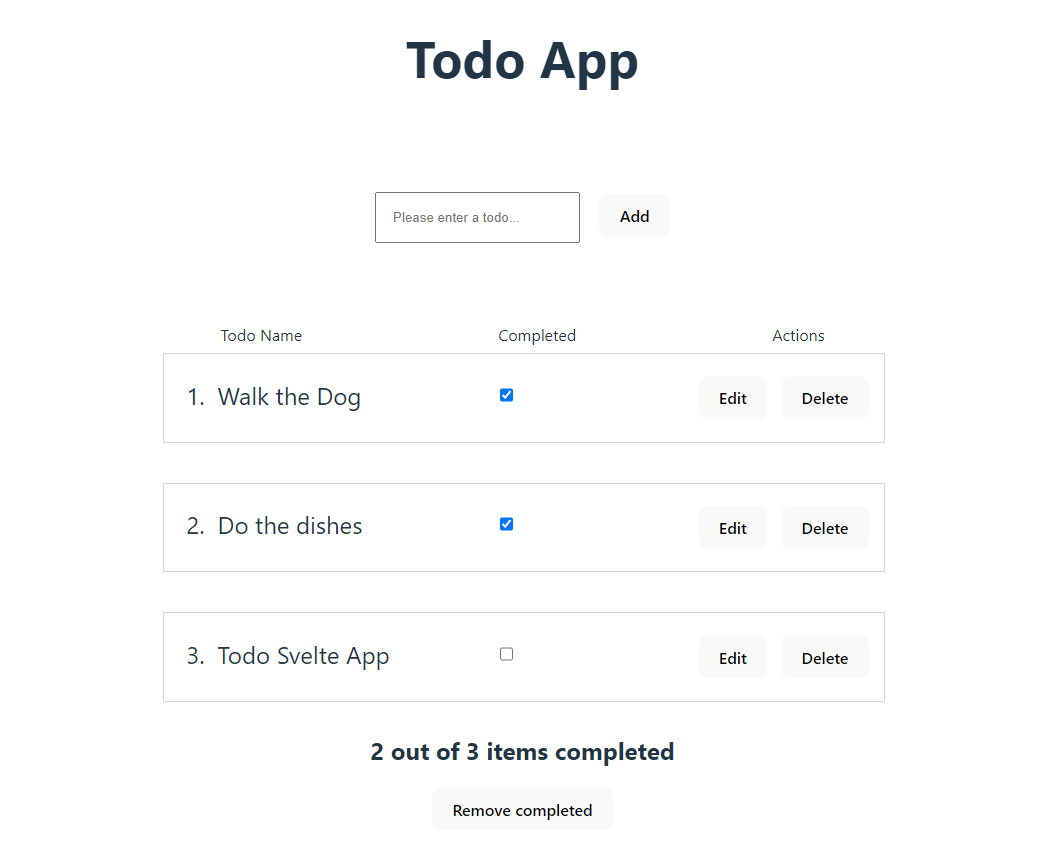 Todo App
Please enter a todo... Add
Todo Name Completed Actions
1. Walk the Dog Edit Delete
2. Do the dishes Edit Delete
3. Todo Svelte App Edit Delete
2 out of 3 items completed
Remove completed